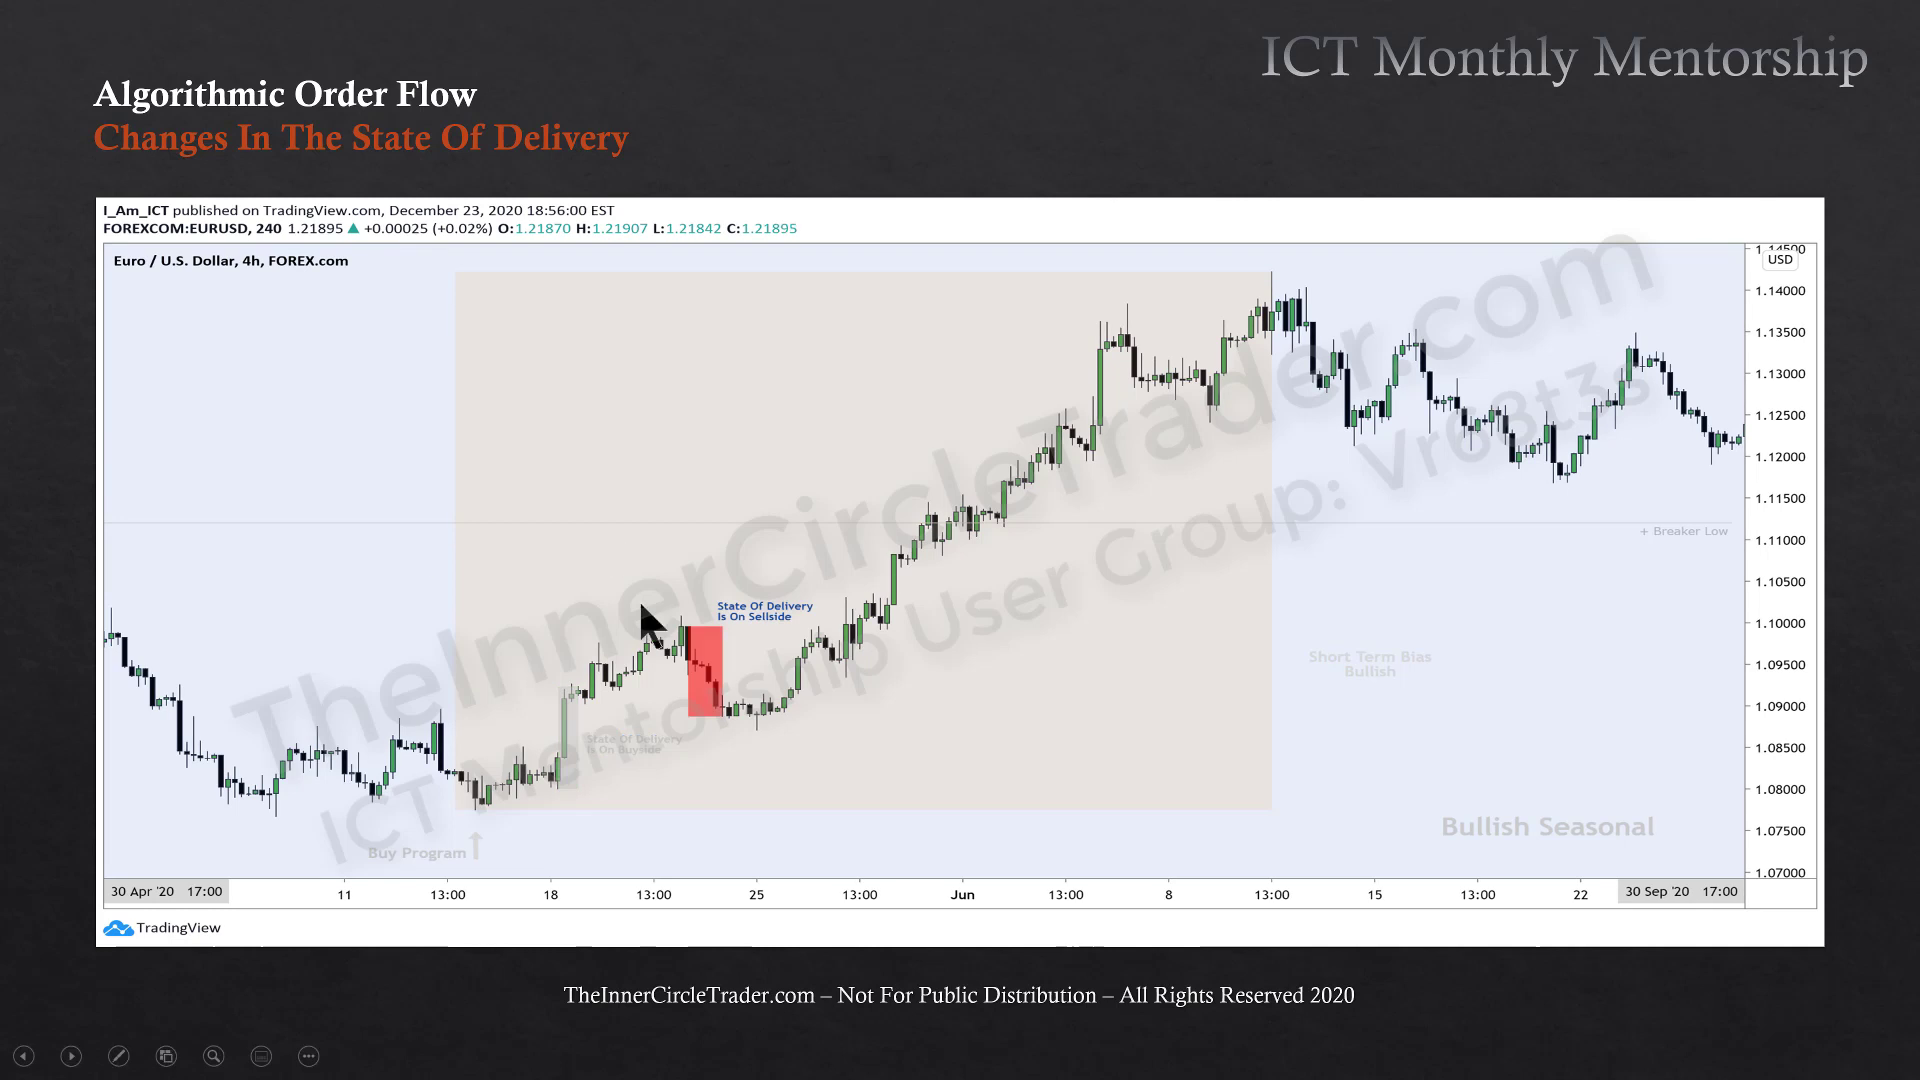 ICT Monthly Mentorship
Algorithmic Order Flow
Changes In The State Of Delivery
I_Am_ICT published on TradingView.com, December 23, 2020 18:56:00 EST
FOREXCOM:EURUSD, 240 1.21895 ▲ +0.00025 (+0.02%) O:1.21870 H:1.21907 L:1.21842 C:1.21895
Euro / U.S. Dollar, 4h, FOREX.com
1.14500
USD
1.14000
1.13500
1.13000
1.12500
1.12000
1.11500
1.11000
1.10500
1.10000
1.09500
1.09000
1.08500
1.08000
1.07500
1.07000
TheInnerCircleTrader.com
ICT Mentorship User Group: Vr68t3s
+ Breaker Low
State Of Delivery
Is On Sellside
Short Term Bias
Bullish
State Of Delivery
Is On Buyside
Bullish Seasonal
Buy Program
30 Apr '20 17:00 11 13:00 18 13:00 25 13:00 Jun 13:00 8 13:00 15 13:00 22 30 Sep '20 17:00
TradingView
TheInnerCircleTrader.com – Not For Public Distribution – All Rights Reserved 2020